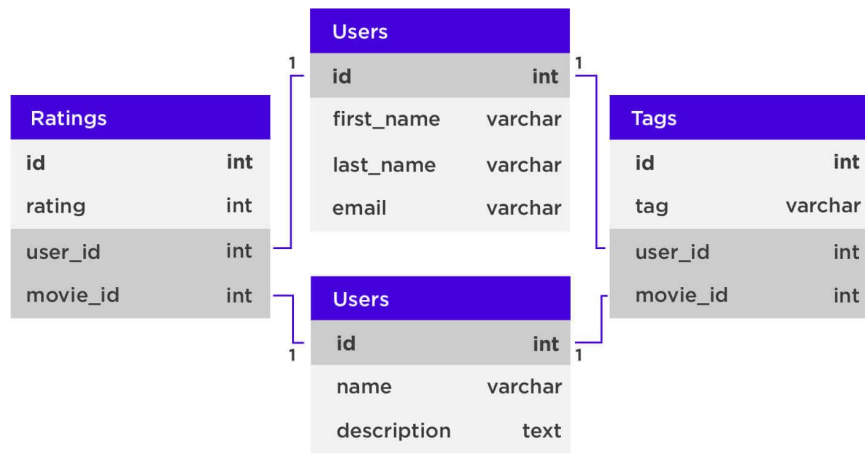 Users
1
1
id int
first_name varchar
last_name varchar
email varchar
Ratings
id int
rating int
user_id int
movie_id int
Tags
id int
tag varchar
user_id int
movie_id int
Users
1
1
id int
name varchar
description text